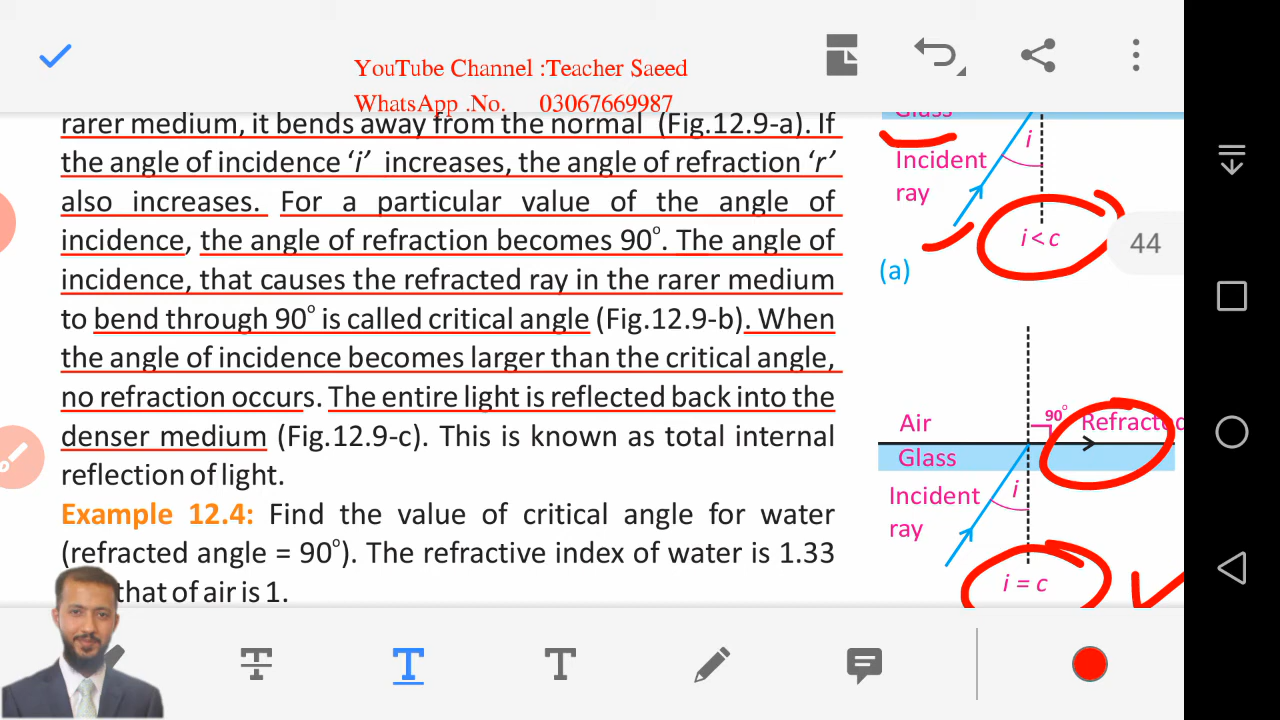 YouTube Channel :Teacher Saeed
WhatsApp .No. 03067669987
rarer medium, it bends away from the normal (Fig.12.9-a). If
the angle of incidence ‘i’ increases, the angle of refraction ‘r’
also increases. For a particular value of the angle of
incidence, the angle of refraction becomes 90°. The angle of
incidence, that causes the refracted ray in the rarer medium
to bend through 90° is called critical angle (Fig.12.9-b). When
the angle of incidence becomes larger than the critical angle,
no refraction occurs. The entire light is reflected back into the
denser medium (Fig.12.9-c). This is known as total internal
reflection of light.
Example 12.4: Find the value of critical angle for water
(refracted angle = 90°). The refractive index of water is 1.33
that of air is 1.
Glass
i
Incident
ray
i < c
44
(a)
Air
90°
Refracted
Glass
i
Incident
ray
i = c
T
T
T